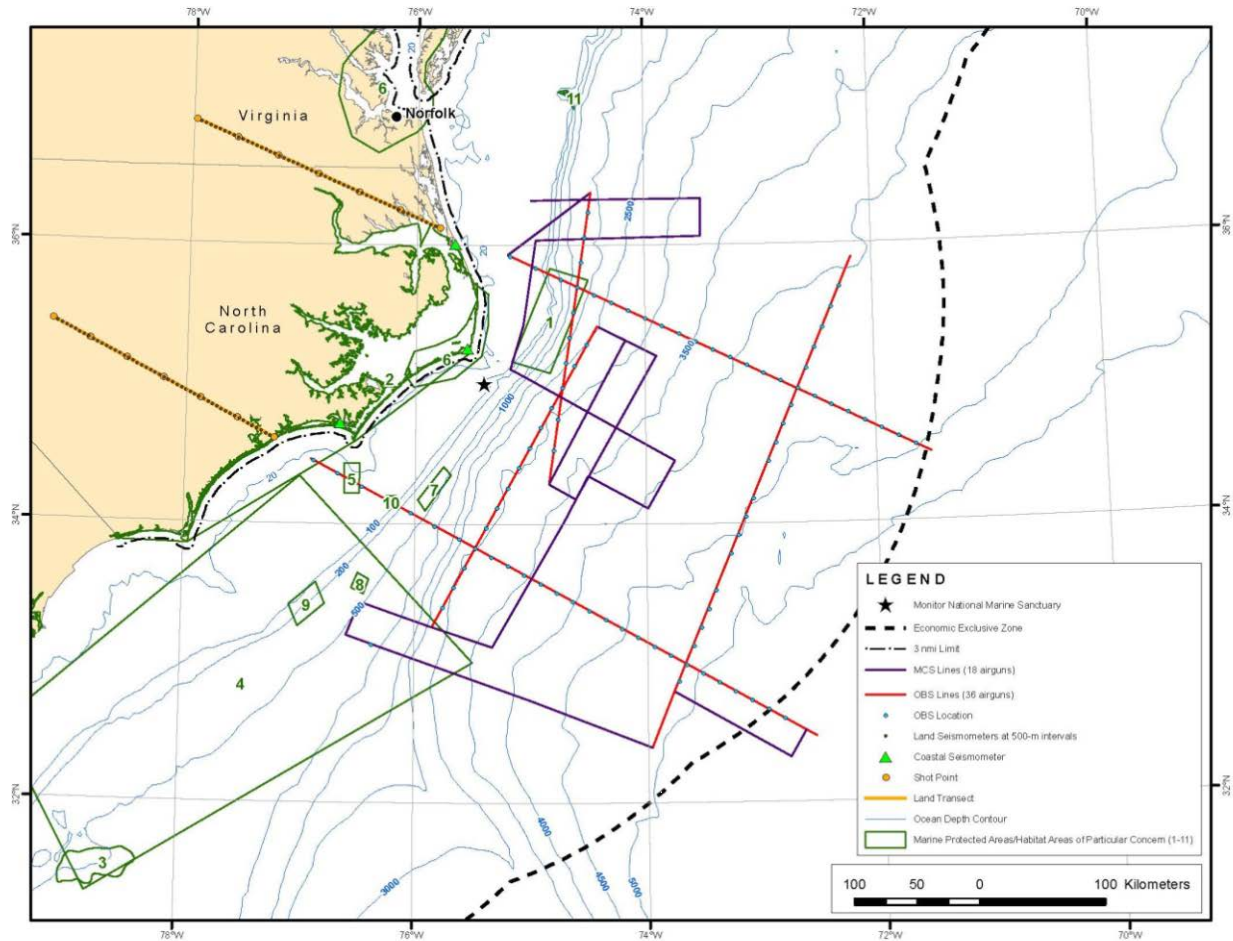 78°W 76°W 74°W 72°W 70°W
20
20
6
11
Virginia
Norfolk
36°N
36°N
20
2500
North
Carolina
1
3500
6
2
1000
5
7
10
20
34°N
34°N
100
8
200
9
500
4
32°N
32°N
3
3000
4000
4500
5000
LEGEND
Monitor National Marine Sanctuary
Economic Exclusive Zone
3 nmi Limit
MCS Lines (18 airguns)
OBS Lines (36 airguns)
OBS Location
Land Seismometers at 500-m intervals
Coastal Seismometer
Shot Point
Land Transect
Ocean Depth Contour
Marine Protected Areas/Habitat Areas of Particular Concern (1-11)
100 50 0 100 Kilometers
78°W 76°W 74°W 72°W 70°W